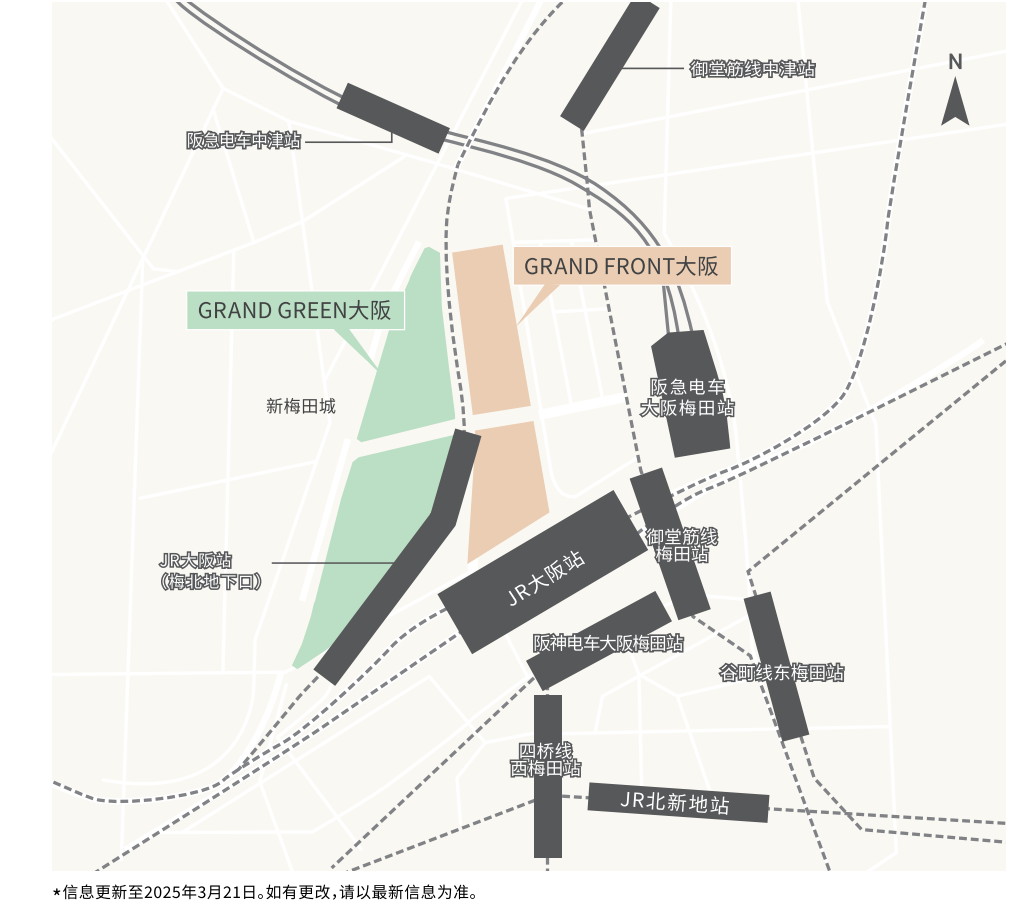 御堂筋线中津站
N
阪急电车中津站
GRAND FRONT大阪
GRAND GREEN大阪
阪急电车
大阪梅田站
新梅田城
御堂筋线
梅田站
JR大阪站
（梅北地下口）
JR大阪站
阪神电车大阪梅田站
谷町线东梅田站
四桥线
西梅田站
JR北新地站
*信息更新至2025年3月21日。如有更改，请以最新信息为准。